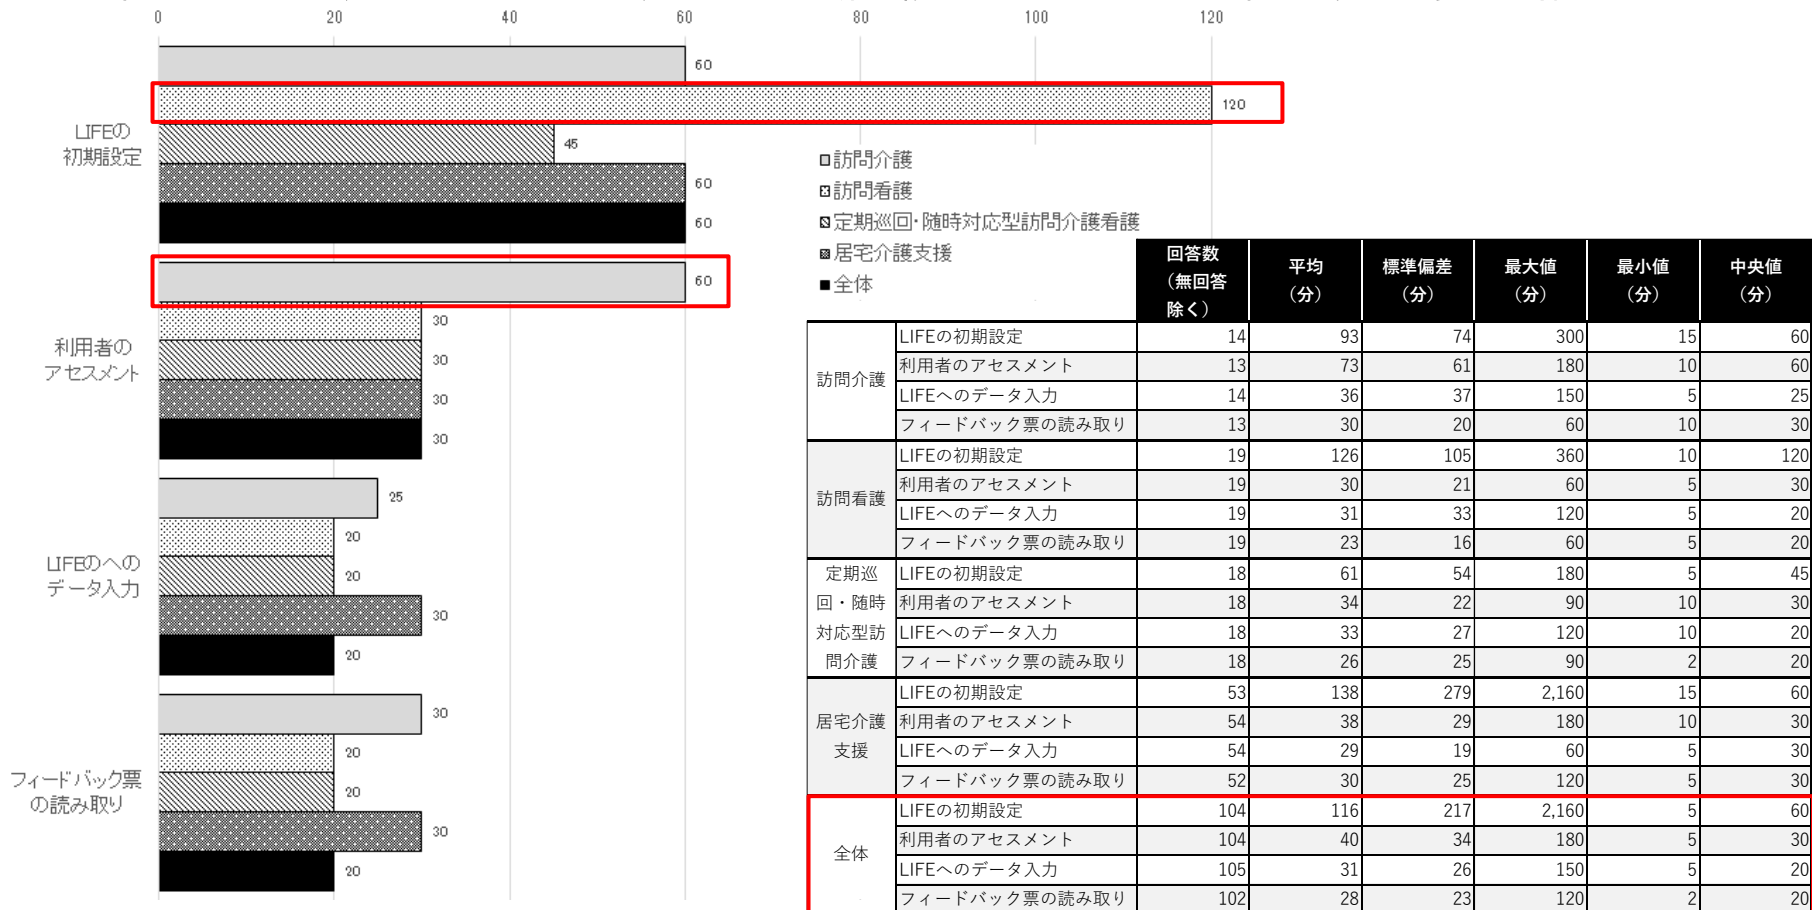 0 20 40 60 80 100 120
LIFEの
初期設定
60
120
45
60
60
利用者の
アセスメント
60
30
30
30
30
LIFEのへの
データ入力
25
20
20
30
20
フィードバック票
の読み取り
30
20
20
30
20
訪問介護
訪問看護
定期巡回・随時対応型訪問介護看護
居宅介護支援
全体
回答数（無回答除く） 平均（分） 標準偏差（分） 最大値（分） 最小値（分） 中央値（分）
訪問介護
LIFEの初期設定 14 93 74 300 15 60
利用者のアセスメント 13 73 61 180 10 60
LIFEへのデータ入力 14 36 37 150 5 25
フィードバック票の読み取り 13 30 20 60 10 30
訪問看護
LIFEの初期設定 19 126 105 360 10 120
利用者のアセスメント 19 30 21 60 5 30
LIFEへのデータ入力 19 31 33 120 5 20
フィードバック票の読み取り 19 23 16 60 5 20
定期巡回・随時対応型訪問介護
LIFEの初期設定 18 61 54 180 5 45
利用者のアセスメント 18 34 22 90 10 30
LIFEへのデータ入力 18 33 27 120 10 20
フィードバック票の読み取り 18 26 25 90 2 20
居宅介護支援
LIFEの初期設定 53 138 279 2,160 15 60
利用者のアセスメント 54 38 29 180 10 30
LIFEへのデータ入力 54 29 19 60 5 30
フィードバック票の読み取り 52 30 25 120 5 30
全体
LIFEの初期設定 104 116 217 2,160 5 60
利用者のアセスメント 104 40 34 180 5 30
LIFEへのデータ入力 105 31 26 150 5 20
フィードバック票の読み取り 102 28 23 120 2 20